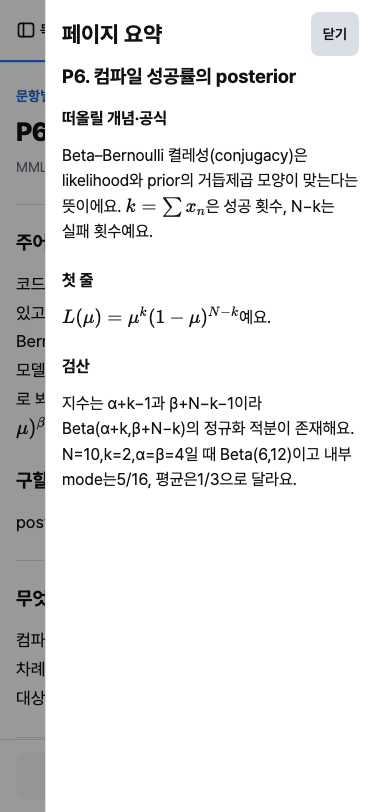 페이지 요약
닫기
P6. 컴파일 성공률의 posterior
떠올릴 개념·공식
Beta–Bernoulli 켤레성(conjugacy)은
likelihood와 prior의 거듭제곱 모양이 맞는다는
뜻이에요. k = ∑ xₙ은 성공 횟수, N−k는
실패 횟수예요.
첫 줄
L(μ) = μᵏ(1 − μ)ᴺ⁻ᵏ예요.
검산
지수는 α+k−1과 β+N−k−1이라
Beta(α+k,β+N−k)의 정규화 적분이 존재해요.
N=10,k=2,α=β=4일 때 Beta(6,12)이고 내부
mode는5/16, 평균은1/3으로 달라요.
문항
P6
MML
주어
코드
있고
Bern
모델
로 보
μ)ᵝ
구할
pos
무엇
컴파
차례
대상